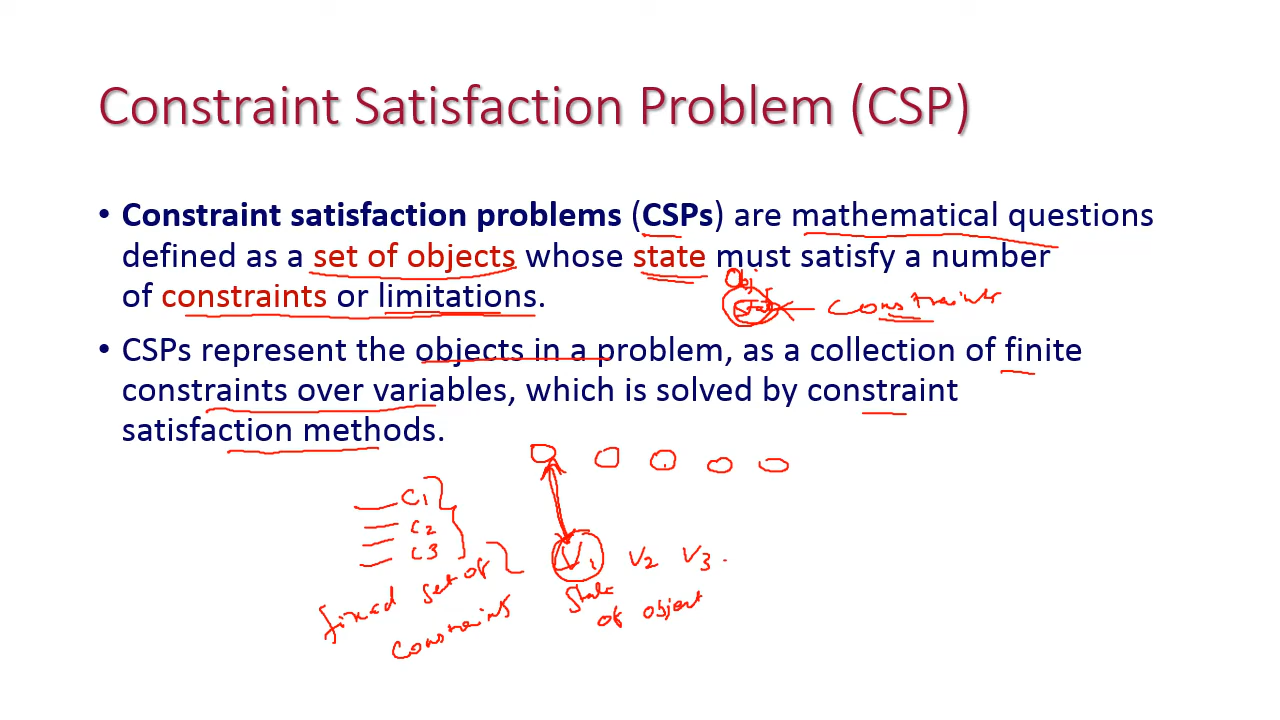 Constraint Satisfaction Problem (CSP)
• Constraint satisfaction problems (CSPs) are mathematical questions
defined as a set of objects whose state must satisfy a number
of constraints or limitations.
Obj
State
constraints
• CSPs represent the objects in a problem, as a collection of finite
constraints over variables, which is solved by constraint
satisfaction methods.
C1
C2
C3
fixed set of
constraints
V1 V2 V3
State
of object